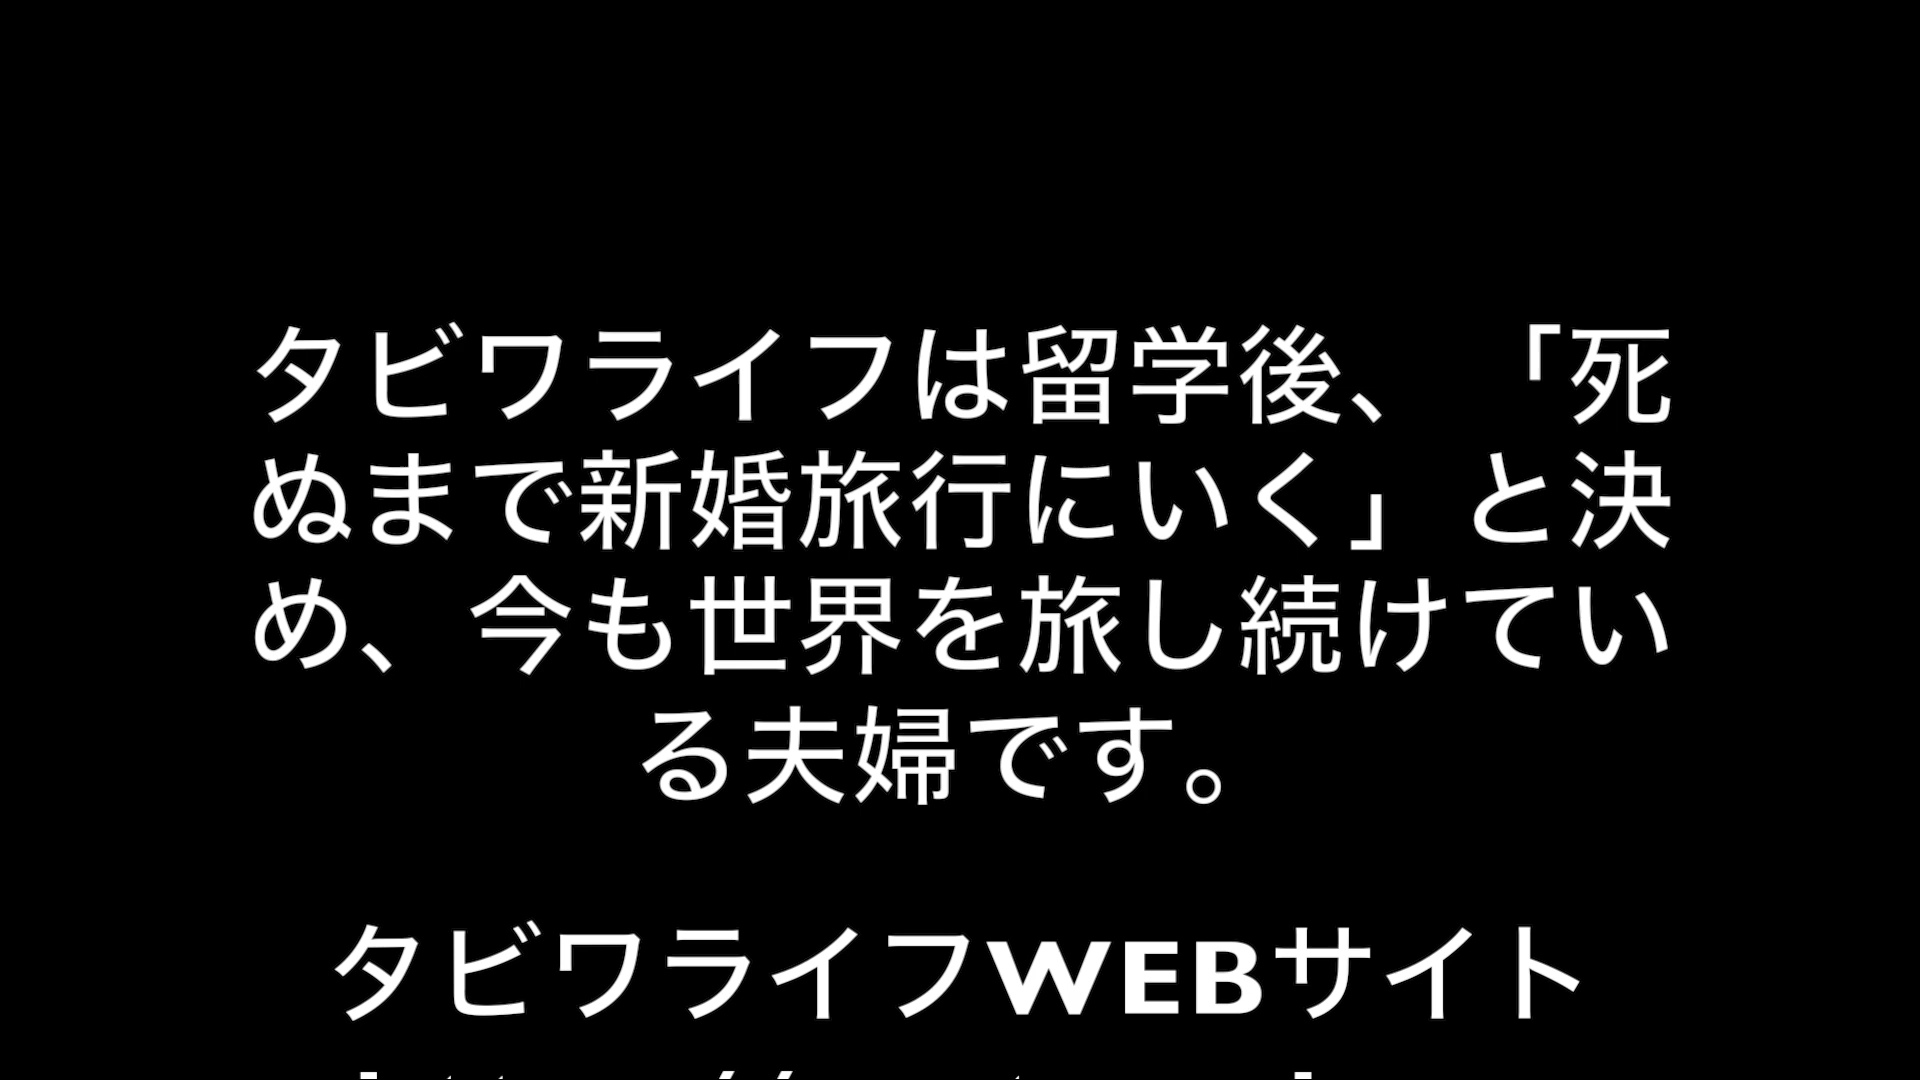 タビワライフは留学後、「死
ぬまで新婚旅行にいく」と決
め、今も世界を旅し続けてい
る夫婦です。
タビワライフWEBサイト